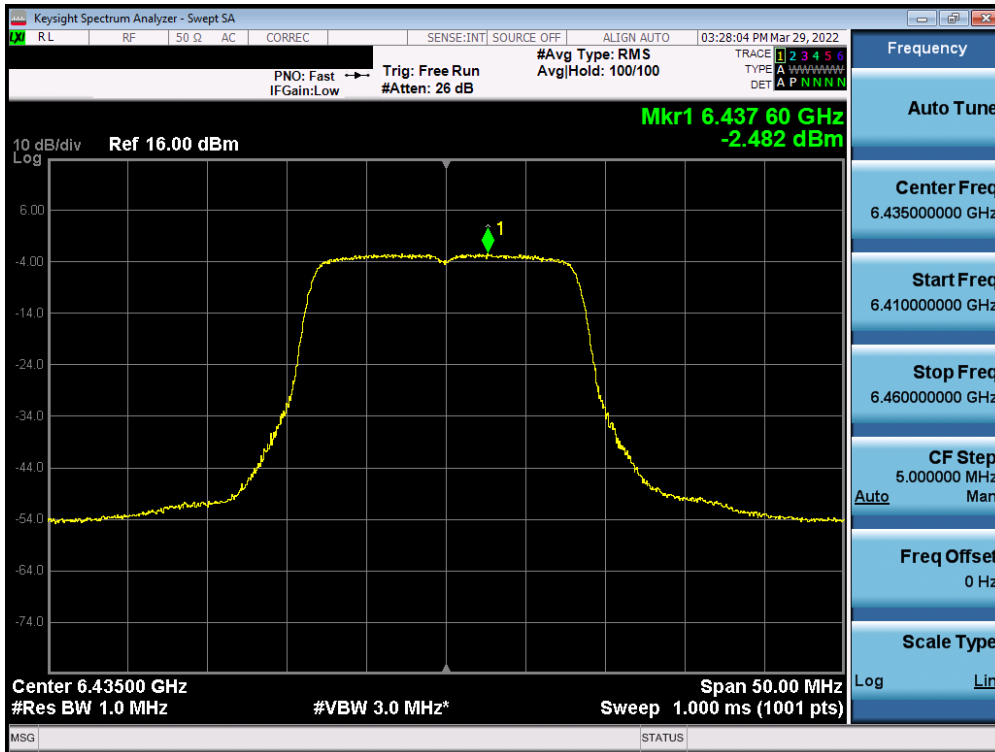 Keysight Spectrum Analyzer - Swept SA
LXI RL RF 50 Ω AC CORREC SENSE:INT SOURCE OFF ALIGN AUTO 03:28:04 PM Mar 29, 2022
PNO: Fast
IFGain:Low
Trig: Free Run
#Atten: 26 dB
#Avg Type: RMS
Avg|Hold: 100/100
TRACE 1 2 3 4 5 6
TYPE A WWWWW
DET A P N N N N
Mkr1 6.437 60 GHz
-2.482 dBm
10 dB/div Ref 16.00 dBm
Log
1
6.00
-4.00
-14.0
-24.0
-34.0
-44.0
-54.0
-64.0
-74.0
Center 6.43500 GHz Span 50.00 MHz
#Res BW 1.0 MHz #VBW 3.0 MHz* Sweep 1.000 ms (1001 pts)
MSG STATUS
Frequency
Auto Tune
Center Freq
6.435000000 GHz
Start Freq
6.410000000 GHz
Stop Freq
6.460000000 GHz
CF Step
5.000000 MHz
Auto Man
Freq Offset
0 Hz
Scale Type
Log Lin